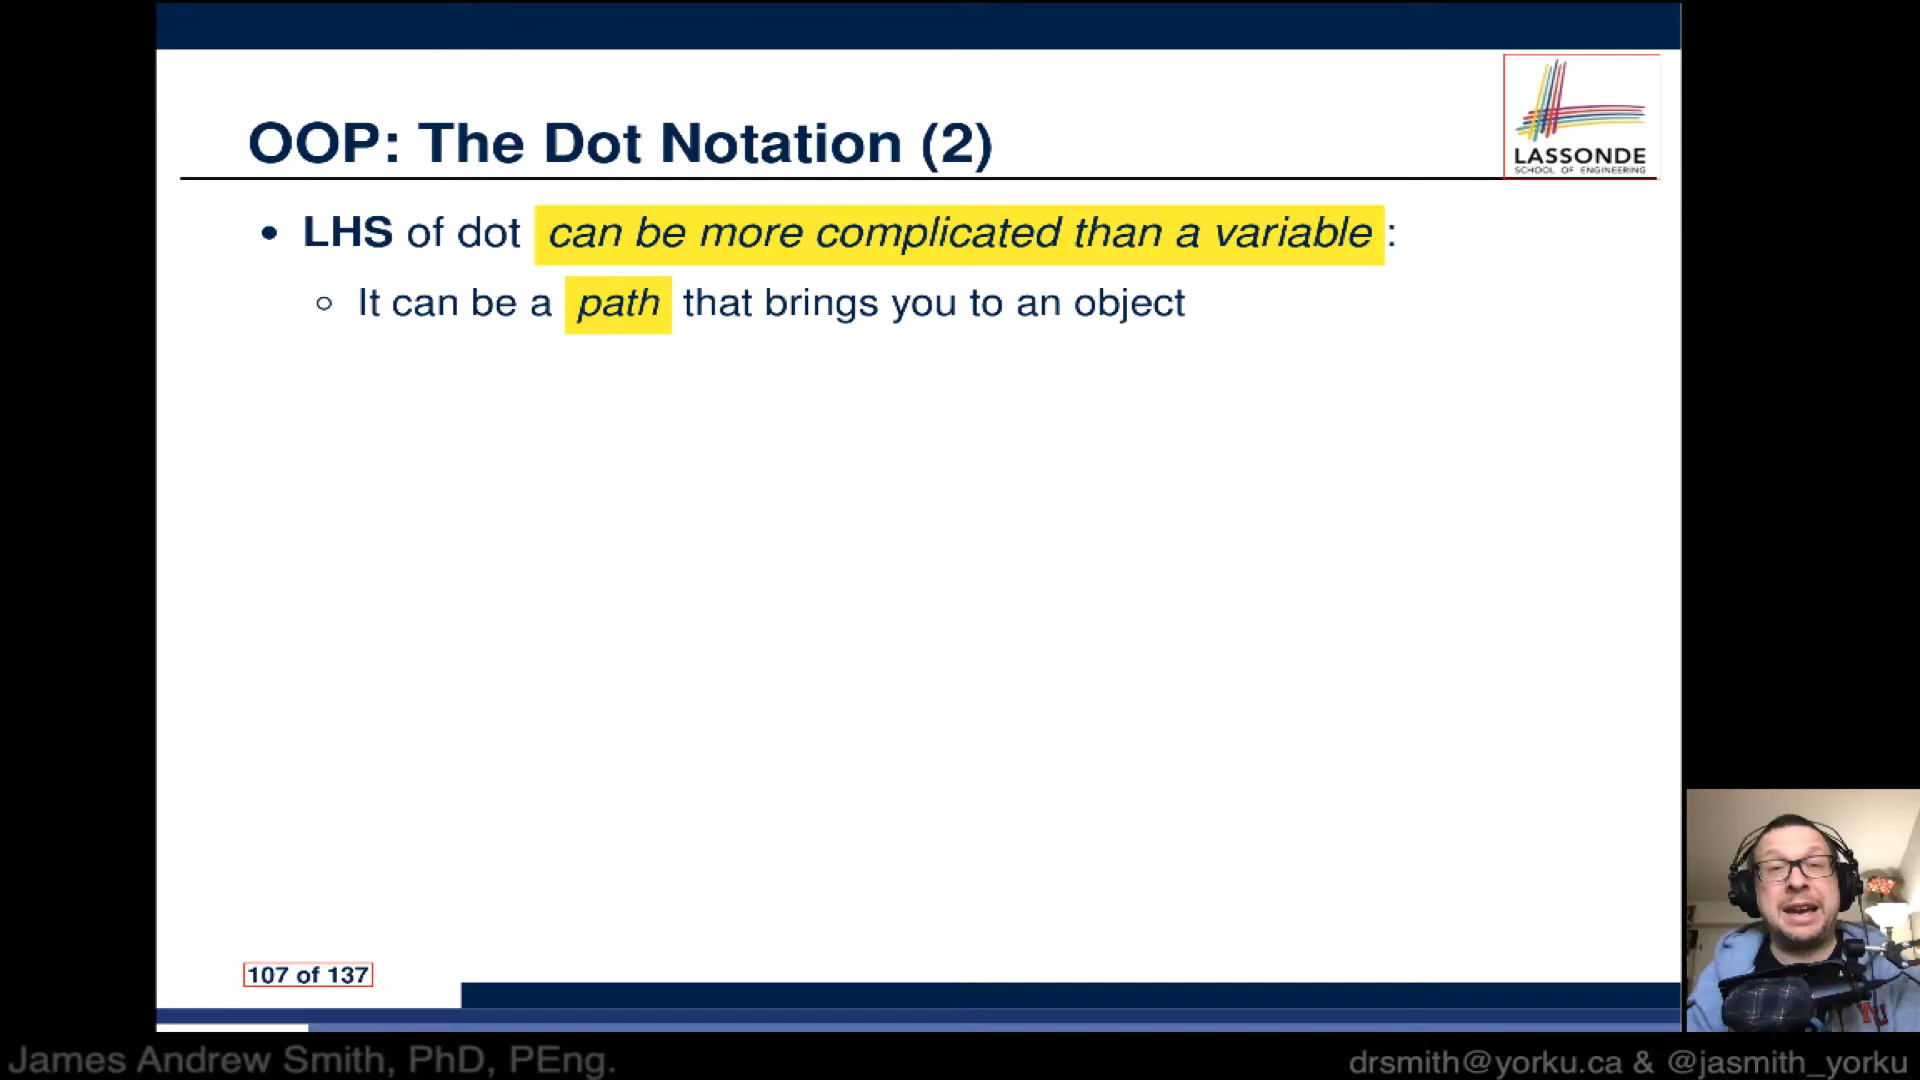 LASSONDE
SCHOOL OF ENGINEERING
OOP: The Dot Notation (2)
• LHS of dot can be more complicated than a variable :
○ It can be a path that brings you to an object
107 of 137
James Andrew Smith, PhD, PEng.
drsmith@yorku.ca & @jasmith_yorku